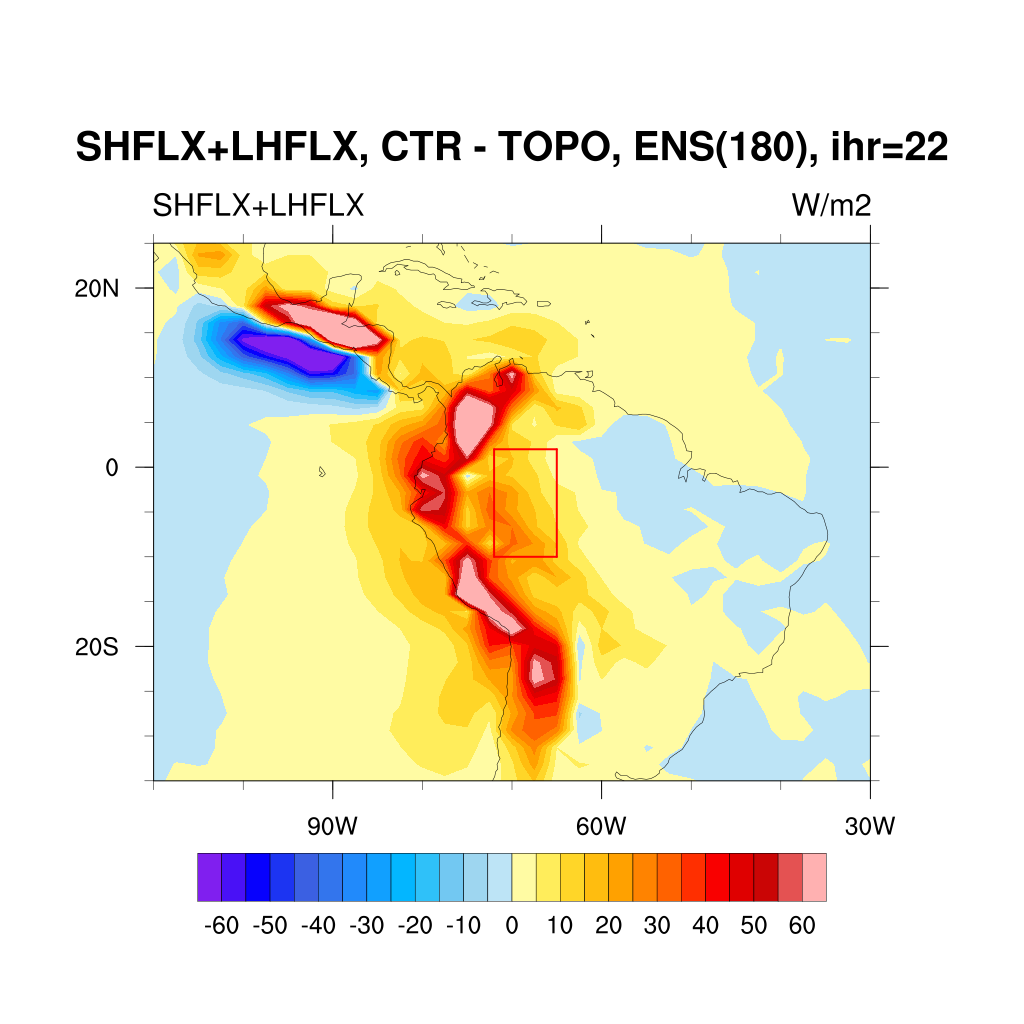 SHFLX+LHFLX, CTR - TOPO, ENS(180), ihr=22
SHFLX+LHFLX W/m2
20N
0
20S
90W 60W 30W
-60 -50 -40 -30 -20 -10 0 10 20 30 40 50 60